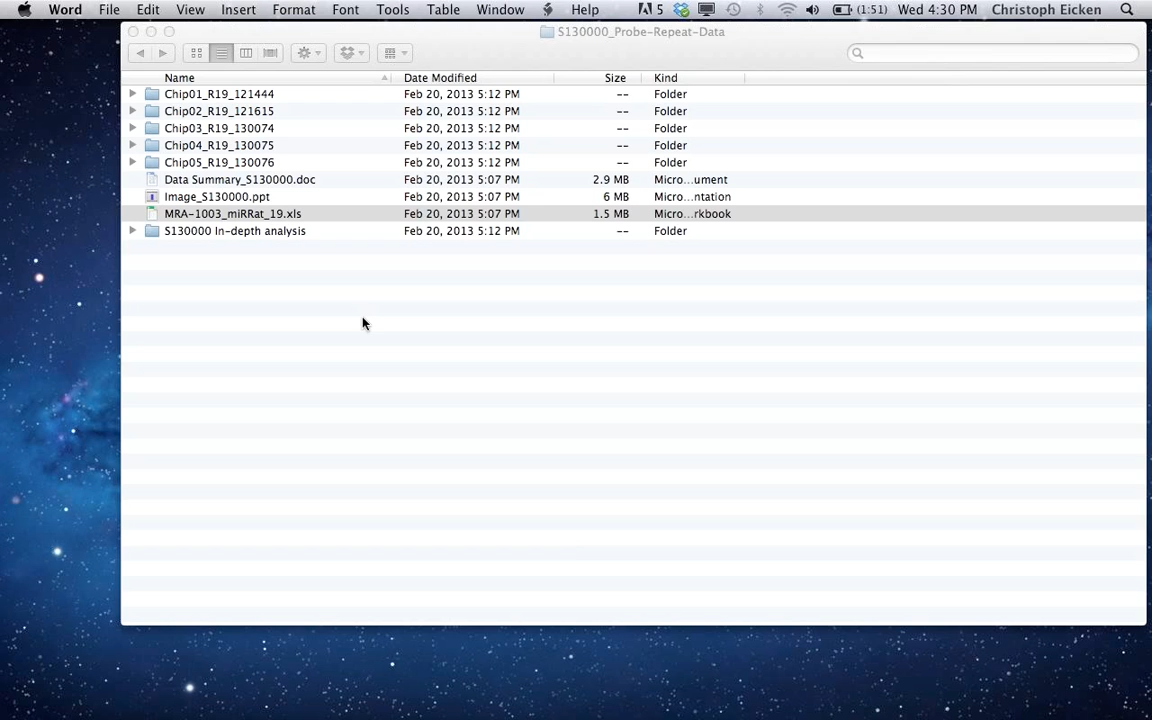 Word File Edit View Insert Format Font Tools Table Window Help 5 (1:51) Wed 4:30 PM Christoph Eicken
S130000_Probe-Repeat-Data
Name Date Modified Size Kind
Chip01_R19_121444 Feb 20, 2013 5:12 PM -- Folder
Chip02_R19_121615 Feb 20, 2013 5:12 PM -- Folder
Chip03_R19_130074 Feb 20, 2013 5:12 PM -- Folder
Chip04_R19_130075 Feb 20, 2013 5:12 PM -- Folder
Chip05_R19_130076 Feb 20, 2013 5:12 PM -- Folder
Data Summary_S130000.doc Feb 20, 2013 5:07 PM 2.9 MB Micro...ument
Image_S130000.ppt Feb 20, 2013 5:07 PM 6 MB Micro...ntation
MRA-1003_miRRat_19.xls Feb 20, 2013 5:07 PM 1.5 MB Micro...rkbook
S130000 In-depth analysis Feb 20, 2013 5:12 PM -- Folder